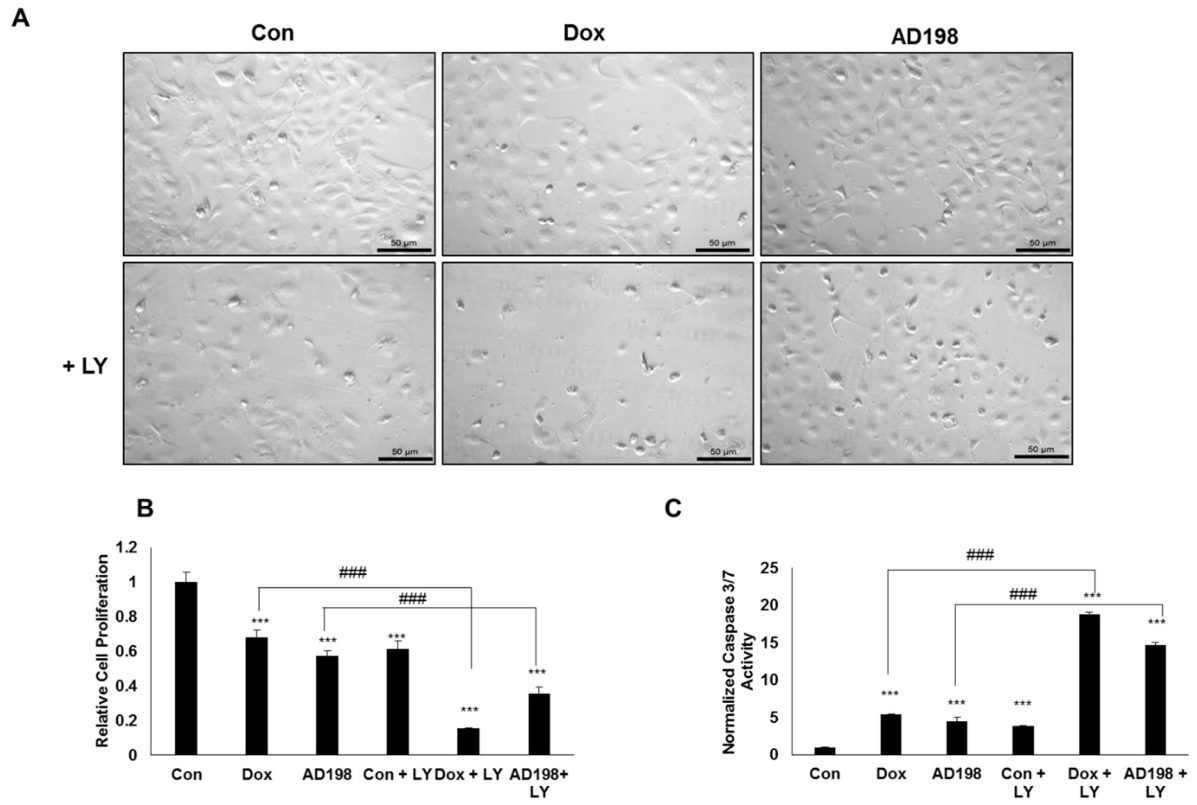 A
Con
Dox
AD198
50 µm
50 µm
50 µm
+ LY
50 µm
50 µm
50 µm
B
Relative Cell Proliferation
1.2
1
0.8
0.6
0.4
0.2
0
###
###
***
***
***
***
***
Con
Dox
AD198
Con + LY
Dox + LY
AD198+
LY
C
Normalized Caspase 3/7
Activity
25
20
15
10
5
0
###
###
***
***
***
***
***
Con
Dox
AD198
Con +
LY
Dox +
LY
AD198 +
LY